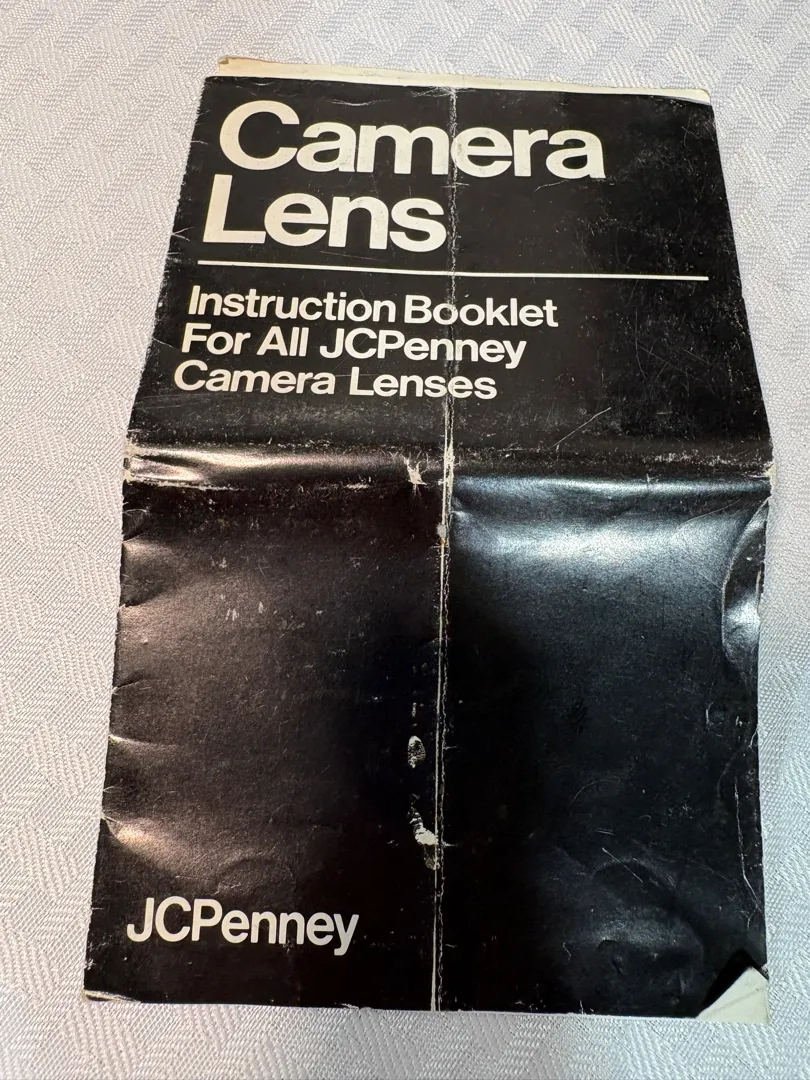 Camera
Lens
Instruction Booklet
For All JCPenney
Camera Lenses
JCPenney